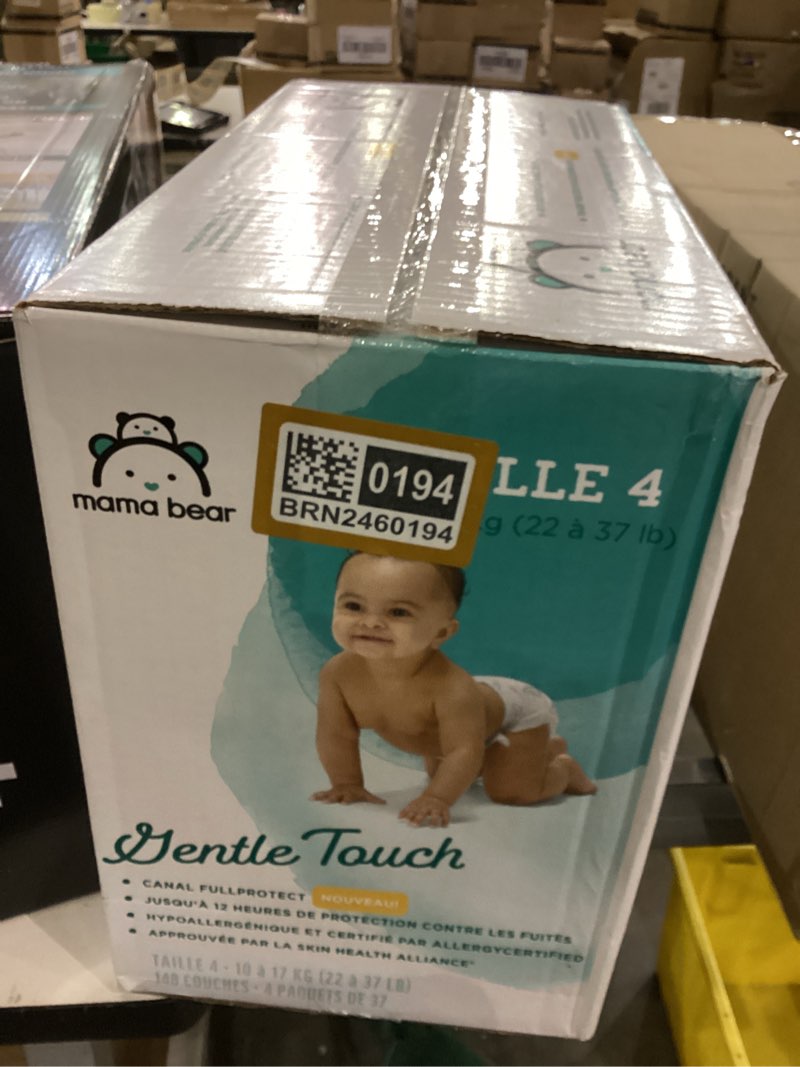 mama bear
0194
BRN2460194
LLE 4
g (22 à 37 lb)
Gentle Touch
• CANAL FULLPROTECT NOUVEAU!
• JUSQU'À 12 HEURES DE PROTECTION CONTRE LES FUITES
• HYPOALLERGÉNIQUE ET CERTIFIÉ PAR ALLERGYCERTIFIED
• APPROUVÉE PAR LA SKIN HEALTH ALLIANCE
TAILLE 4 - 10 à 17 KG (22 à 37 LB)
148 COUCHES - 4 PAQUETS DE 37
mama bear